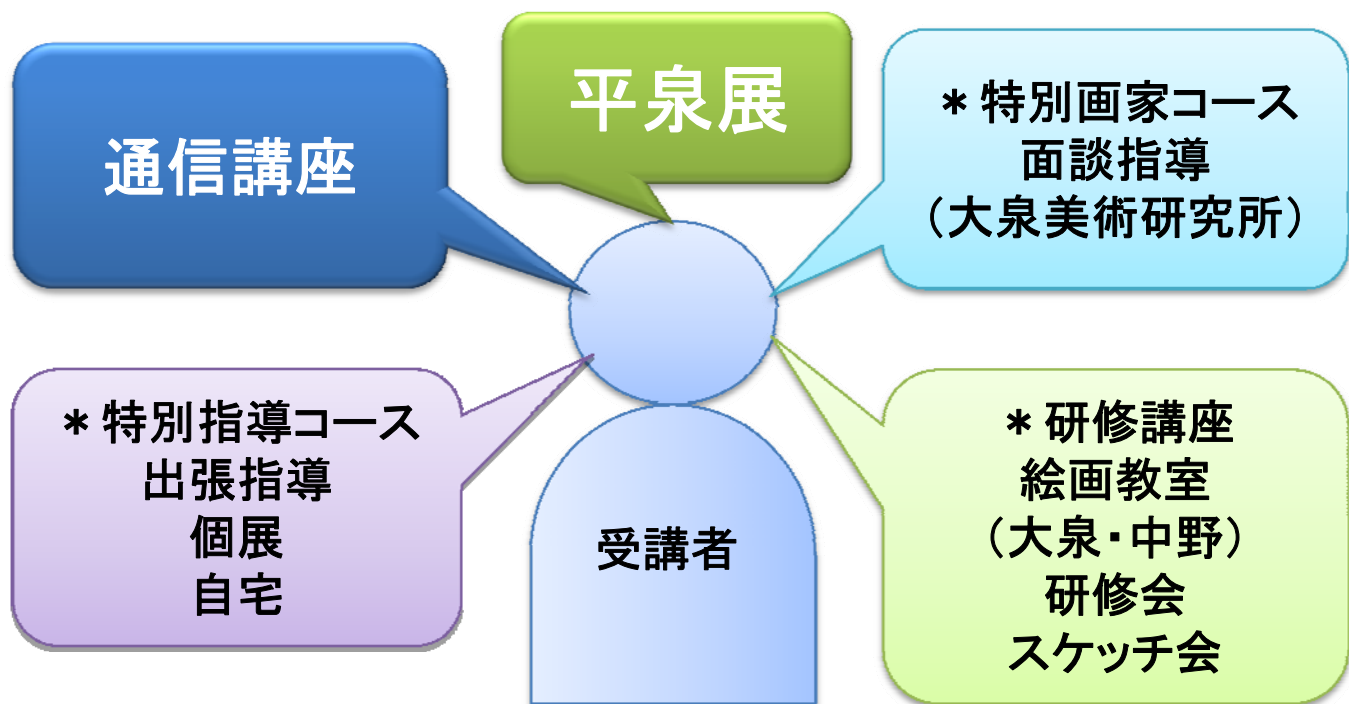 通信講座
平泉展
＊特別画家コース
面談指導
（大泉美術研究所）
＊特別指導コース
出張指導
個展
自宅
受講者
＊研修講座
絵画教室
（大泉・中野）
研修会
スケッチ会